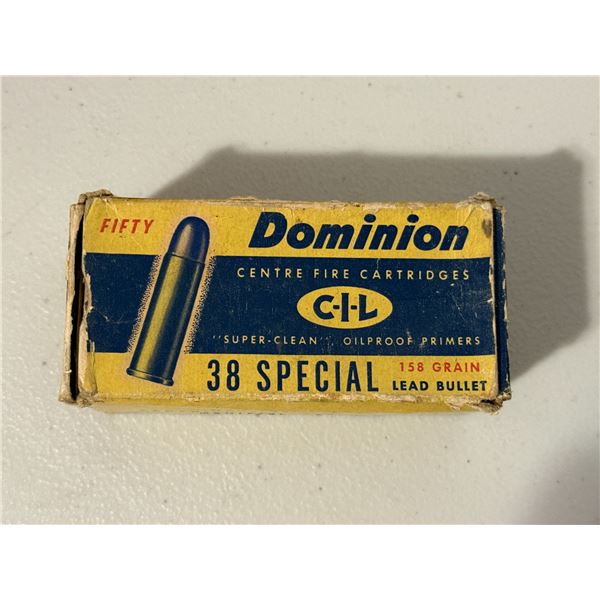 FIFTY
Dominion
CENTRE FIRE CARTRIDGES
C-I-L
"SUPER-CLEAN" OILPROOF PRIMERS
38 SPECIAL
158 GRAIN
LEAD BULLET